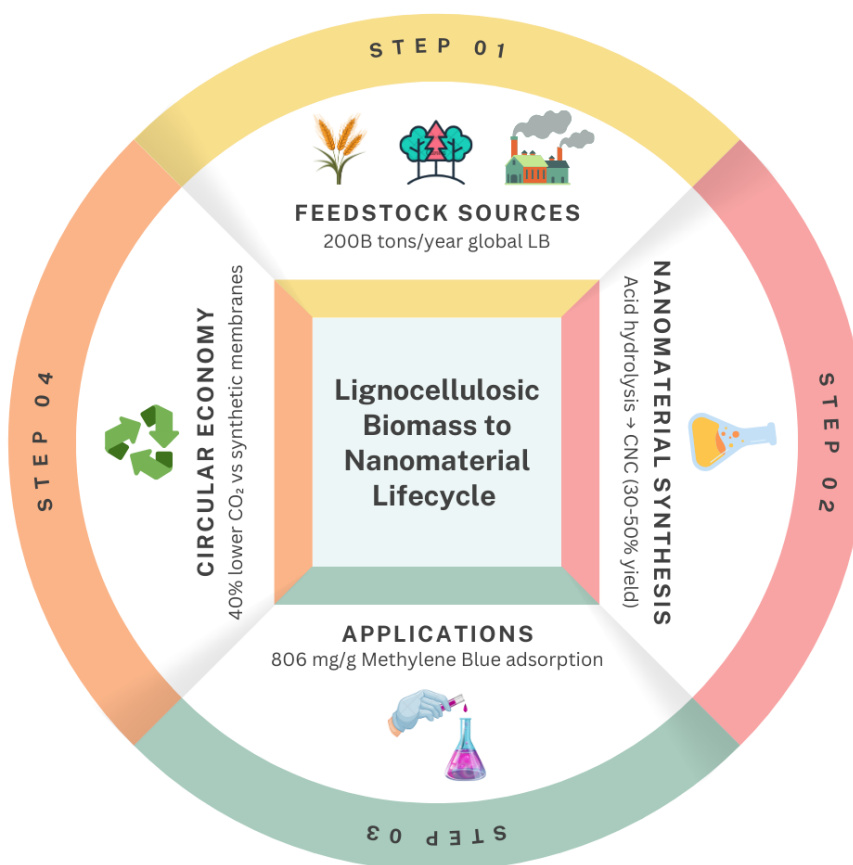 STEP 01
FEEDSTOCK SOURCES
200B tons/year global LB
STEP 02
NANOMATERIAL SYNTHESIS
Acid hydrolysis → CNC (30-50% yield)
Lignocellulosic
Biomass to
Nanomaterial
Lifecycle
APPLICATIONS
806 mg/g Methylene Blue adsorption
STEP 03
STEP 04
CIRCULAR ECONOMY
40% lower CO₂ vs synthetic membranes